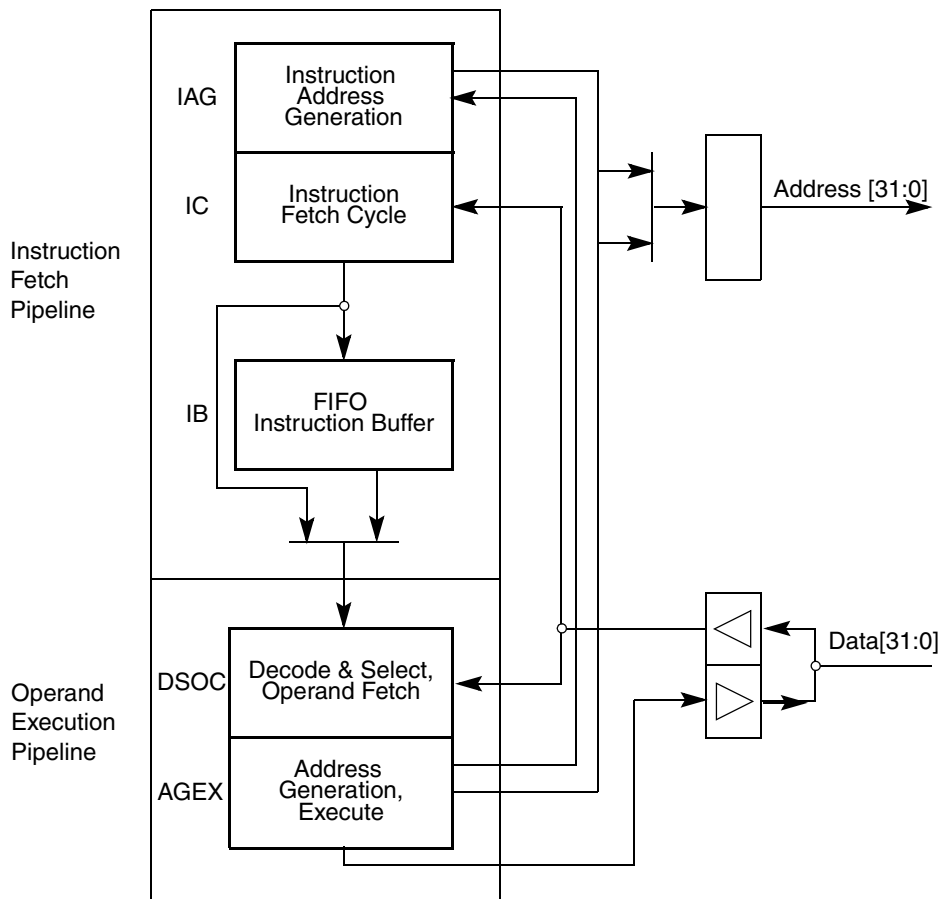 Instruction
Address
Generation
IAG
Instruction
Fetch Cycle
IC
Address [31:0]
Instruction
Fetch
Pipeline
FIFO
Instruction Buffer
IB
Data[31:0]
Decode & Select,
Operand Fetch
DSOC
Operand
Execution
Pipeline
Address
Generation,
Execute
AGEX